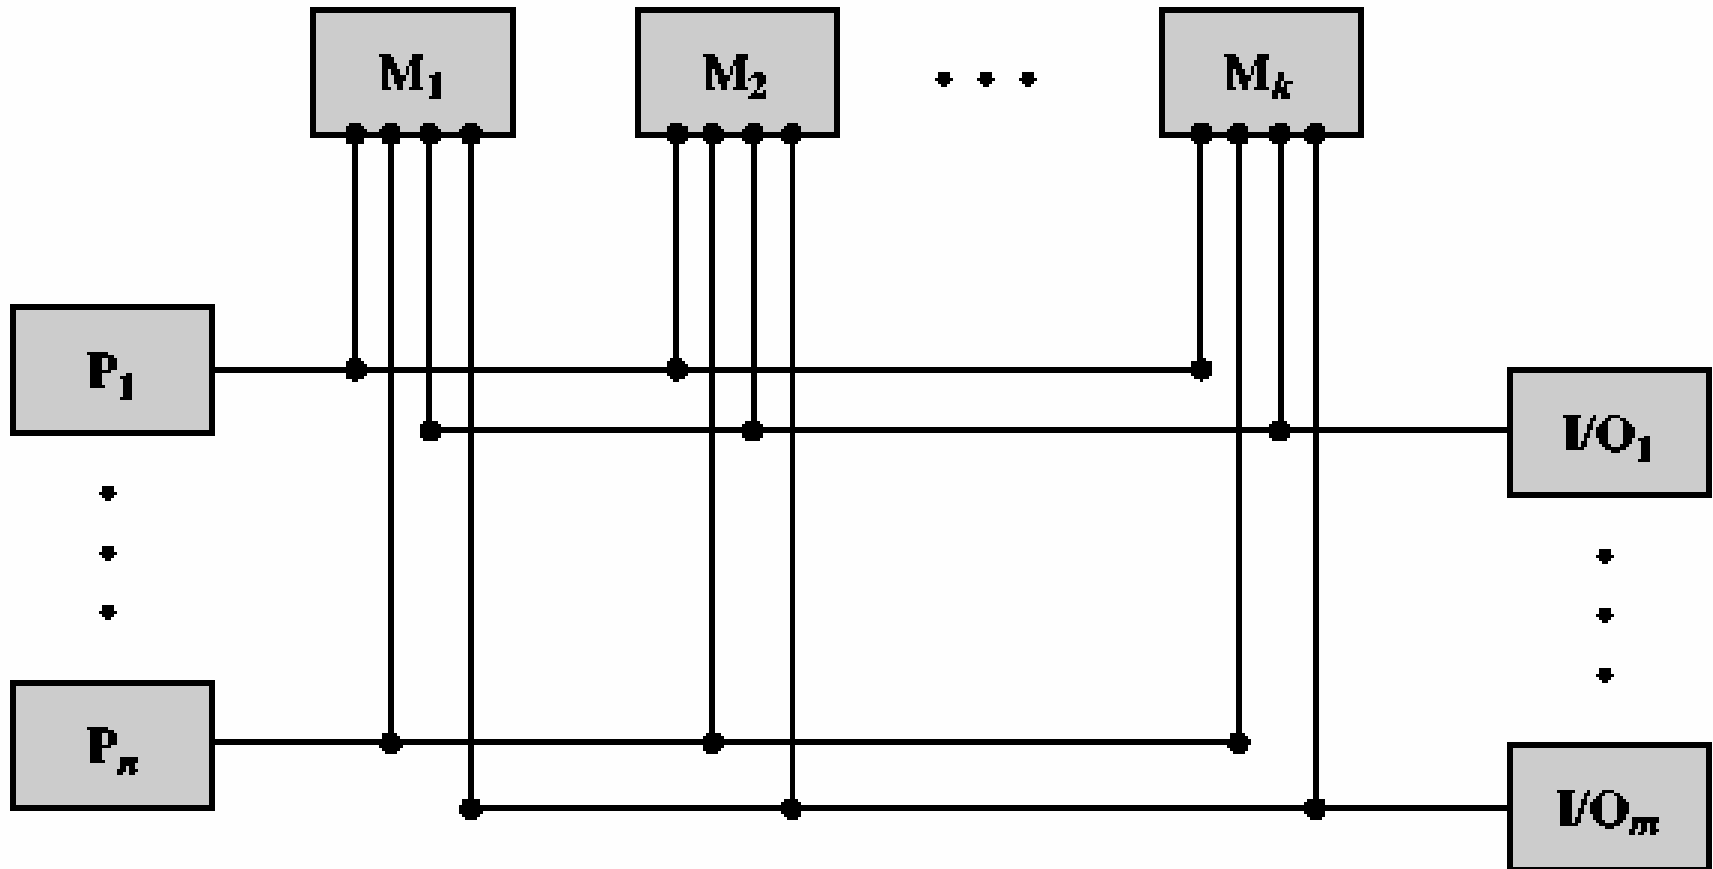 M₁ M₂ • • • Mₖ
P₁
I/O₁
Pₙ
I/Oₘ